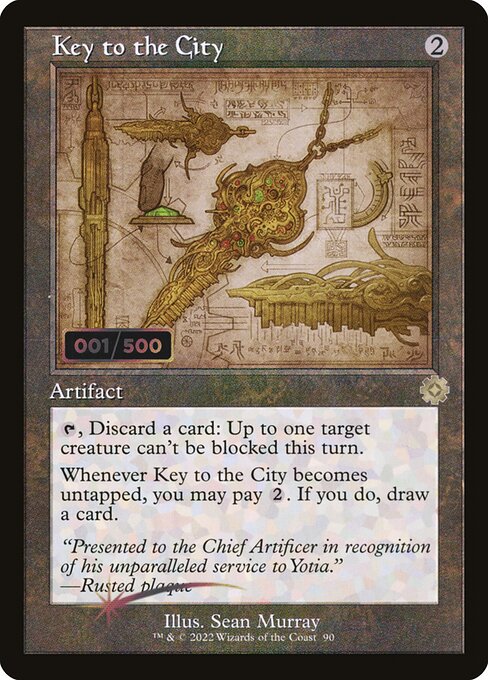 Key to the City 2
001/500
Artifact
, Discard a card: Up to one target
creature can't be blocked this turn.
Whenever Key to the City becomes
untapped, you may pay 2. If you do, draw
a card.
"Presented to the Chief Artificer in recognition
of his unparalleled service to Yotia."
—Rusted plaque
Illus. Sean Murray
™ & © 2022 Wizards of the Coast 90